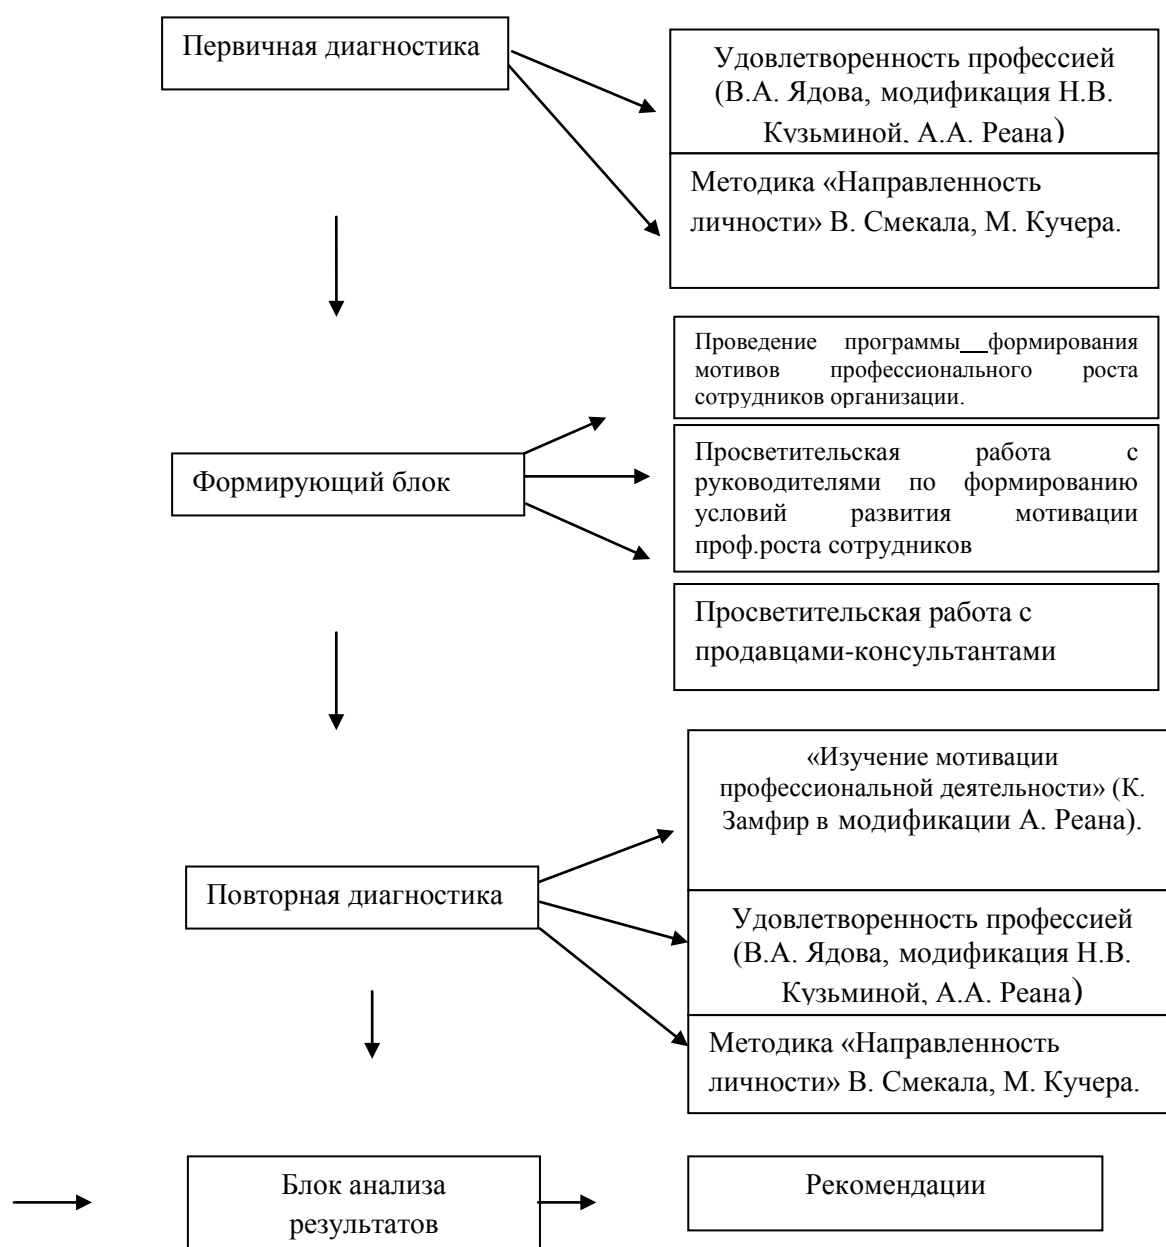 Первичная диагностика
Удовлетворенность профессией
(В.А. Ядова, модификация Н.В.
Кузьминой, А.А. Реана)
Методика «Направленность
личности» В. Смекала, М. Кучера.
Проведение программы__формирования
мотивов профессионального роста
сотрудников организации.
Формирующий блок
Просветительская работа с
руководителями по формированию
условий развития мотивации
проф.роста сотрудников
Просветительская работа с
продавцами-консультантами
«Изучение мотивации
профессиональной деятельности» (К.
Замфир в модификации А. Реана).
Повторная диагностика
Удовлетворенность профессией
(В.А. Ядова, модификация Н.В.
Кузьминой, А.А. Реана)
Методика «Направленность
личности» В. Смекала, М. Кучера.
Блок анализа
результатов
Рекомендации